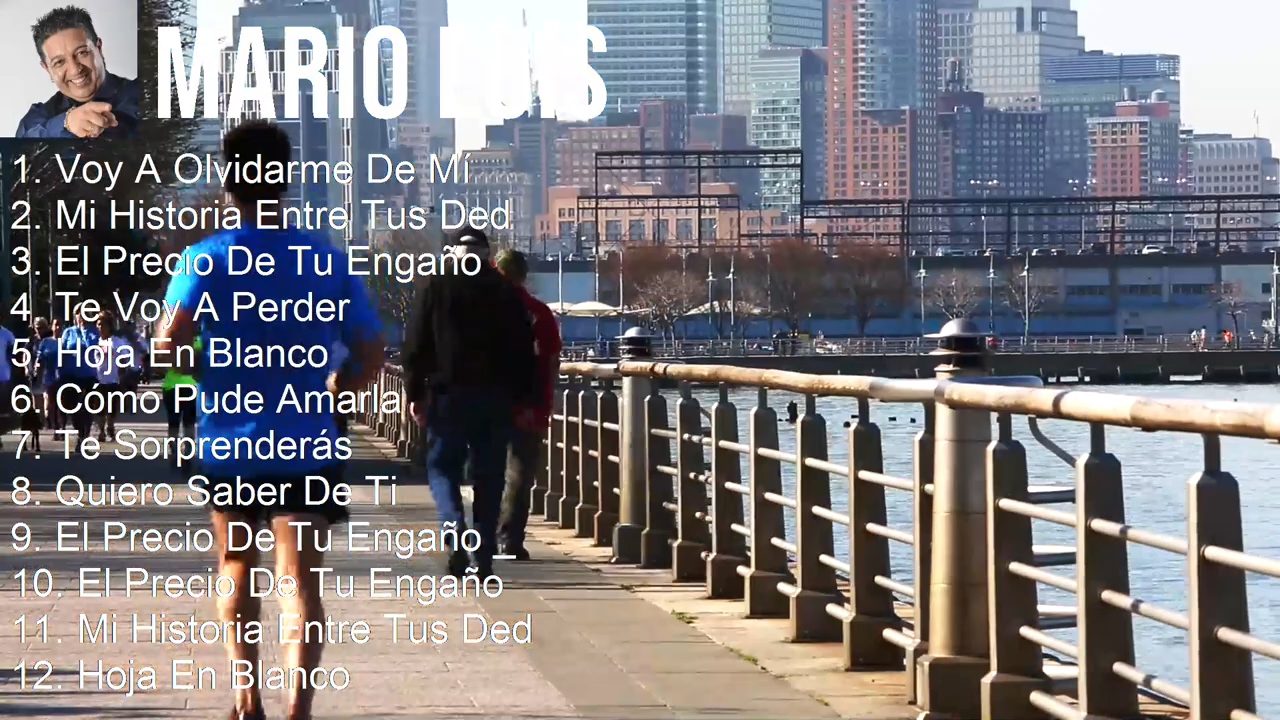 MARIO LUIS
1. Voy A Olvidarme De Mí
2. Mi Historia Entre Tus Ded
3. El Precio De Tu Engaño
4. Te Voy A Perder
5. Hoja En Blanco
6. Cómo Pude Amarla
7. Te Sorprenderás
8. Quiero Saber De Ti
9. El Precio De Tu Engaño _
10. El Precio De Tu Engaño
11. Mi Historia Entre Tus Ded
12. Hoja En Blanco